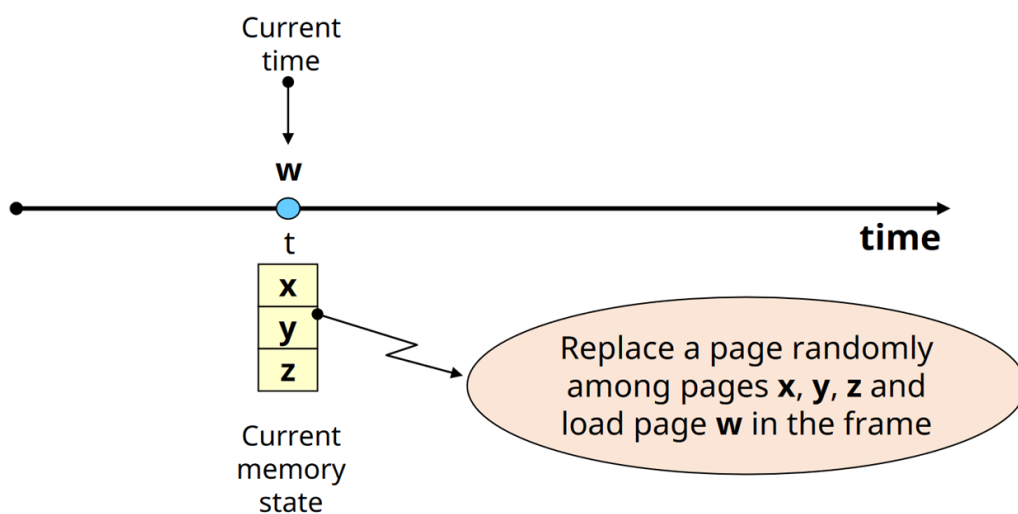 Current
time
w
t
time
x
y
z
Replace a page randomly
among pages x, y, z and
load page w in the frame
Current
memory
state